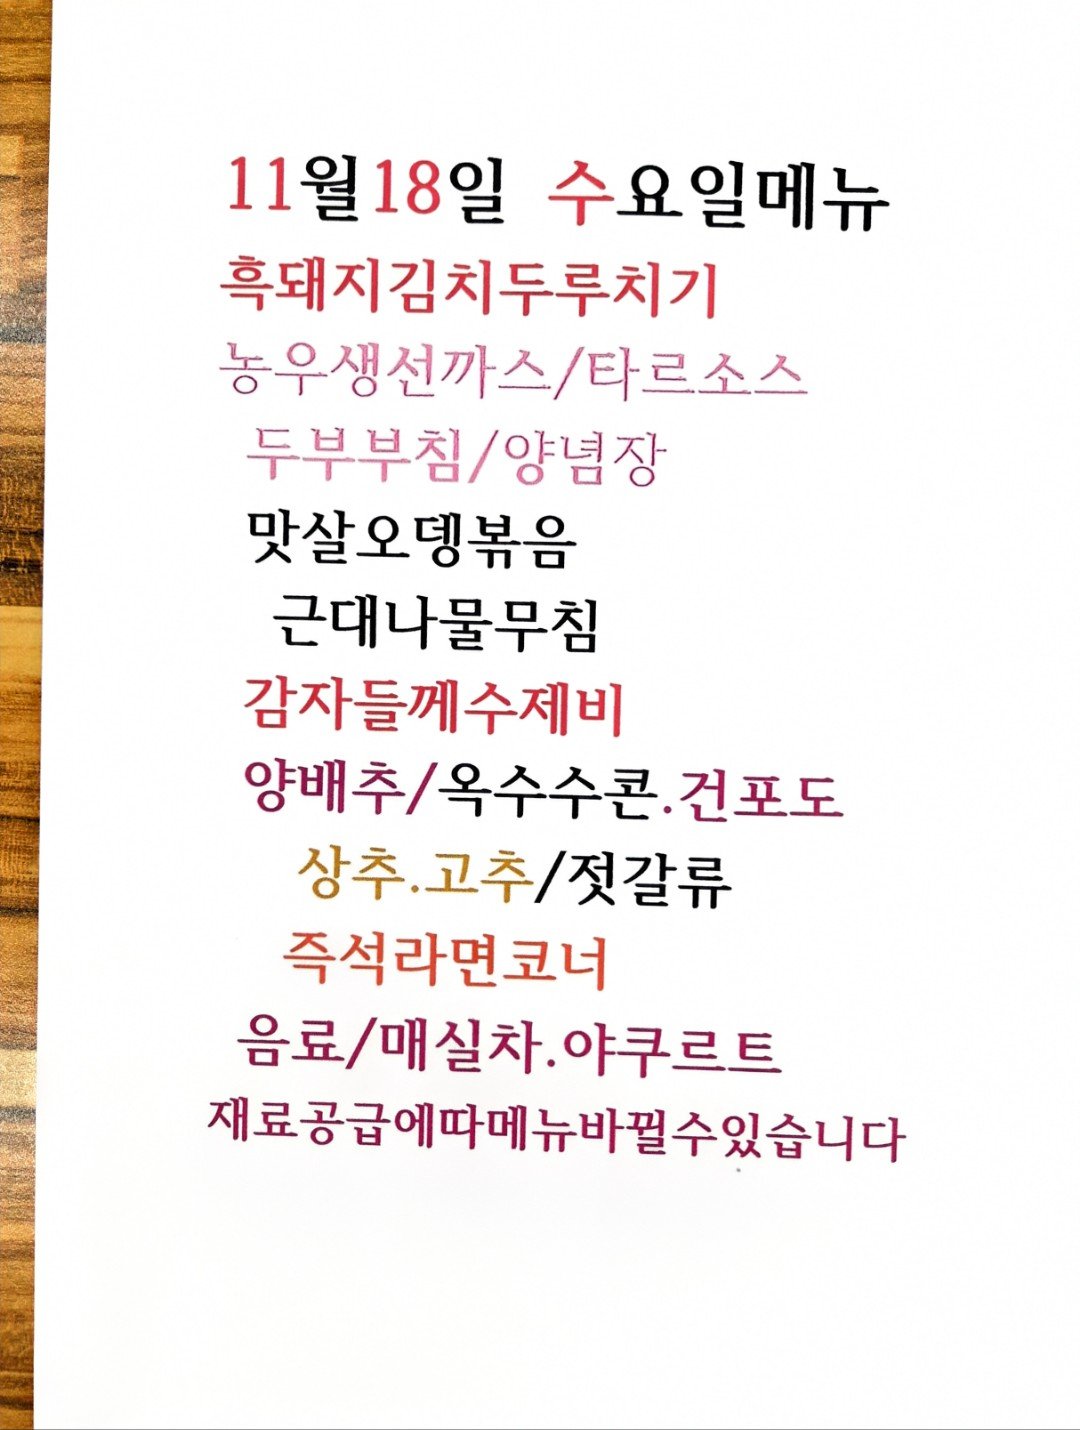 11월18일 수요일메뉴
흑돼지김치두루치기
농우생선까스/타르소스
두부부침/양념장
맛살오뎅볶음
근대나물무침
감자들께수제비
양배추/옥수수콘.건포도
상추.고추/젓갈류
즉석라면코너
음료/매실차.야쿠르트
재료공급에따메뉴바뀔수있습니다